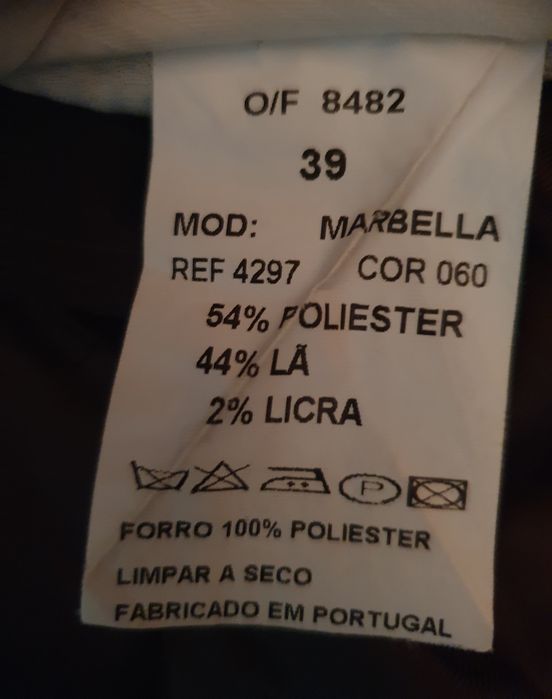 O/F 8482
39
MOD: MARBELLA
REF 4297 COR 060
54% POLIESTER
44% LÃ
2% LICRA
P
FORRO 100% POLIESTER
LIMPAR A SECO
FABRICADO EM PORTUGAL